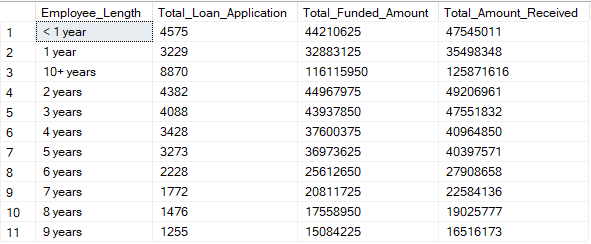 Employee_Length Total_Loan_Application Total_Funded_Amount Total_Amount_Received
1 < 1 year 4575 44210625 47545011
2 1 year 3229 32883125 35498348
3 10+ years 8870 116115950 125871616
4 2 years 4382 44967975 49206961
5 3 years 4088 43937850 47551832
6 4 years 3428 37600375 40964850
7 5 years 3273 36973625 40397571
8 6 years 2228 25612650 27908658
9 7 years 1772 20811725 22584136
10 8 years 1476 17558950 19025777
11 9 years 1255 15084225 16516173